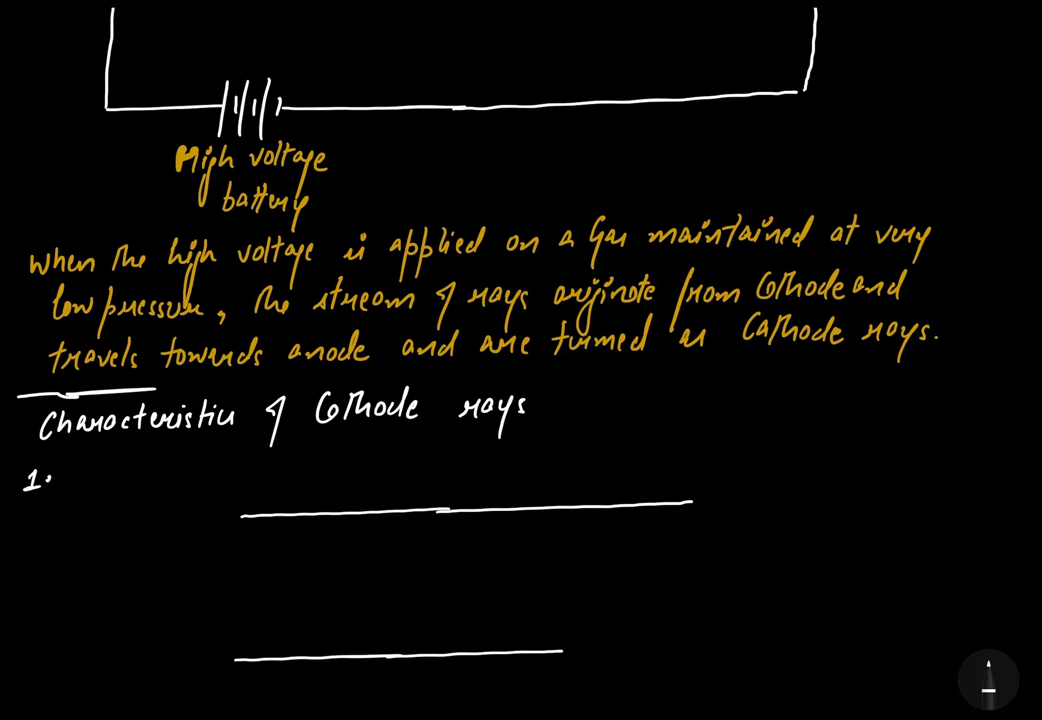 High voltage
battery
When the high voltage is applied on a Gas maintained at very
low pressure, the stream of rays originate from Cathode and
travels towards anode and are turmed as Cathode rays.
Characteristics of Cathode rays
1.